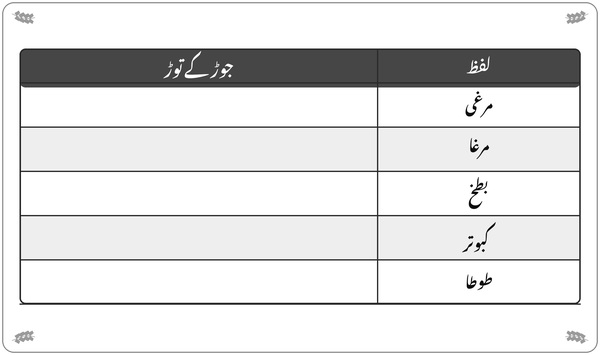 لفظ جوڑ کے توڑ
مرغی
مرغا
بطخ
کبوتر
طوطا